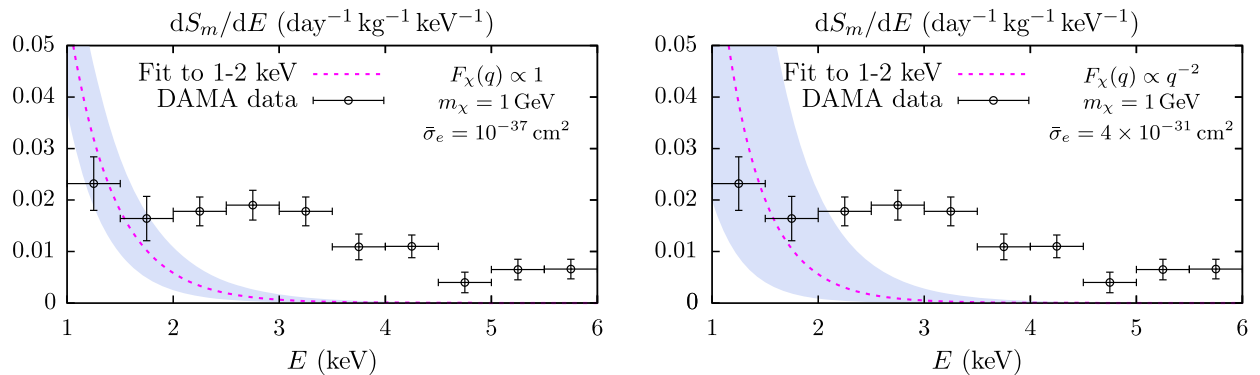 dS_m/dE (day⁻¹ kg⁻¹ keV⁻¹)
0.05
0.04
0.03
0.02
0.01
0
Fit to 1-2 keV
DAMA data
F_χ(q) ∝ 1
m_χ = 1 GeV
σ̄_e = 10⁻³⁷ cm²
1 2 3 4 5 6
E (keV)
dS_m/dE (day⁻¹ kg⁻¹ keV⁻¹)
0.05
0.04
0.03
0.02
0.01
0
Fit to 1-2 keV
DAMA data
F_χ(q) ∝ q⁻²
m_χ = 1 GeV
σ̄_e = 4 × 10⁻³¹ cm²
1 2 3 4 5 6
E (keV)